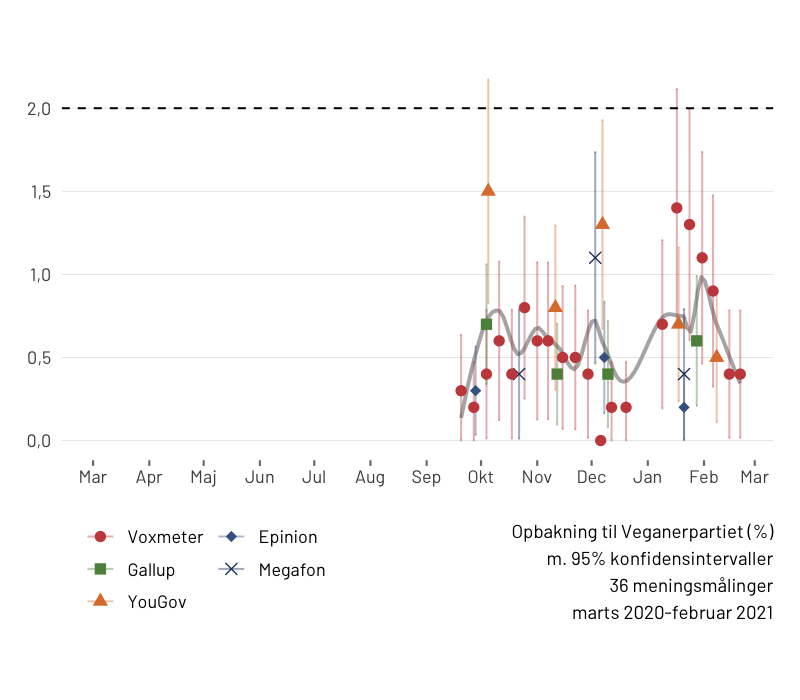 2,0
1,5
1,0
0,5
0,0
Mar Apr Maj Jun Jul Aug Sep Okt Nov Dec Jan Feb Mar
Voxmeter Epinion
Gallup Megafon
YouGov
Opbakning til Veganerpartiet (%)
m. 95% konfidensintervaller
36 meningsmålinger
marts 2020-februar 2021